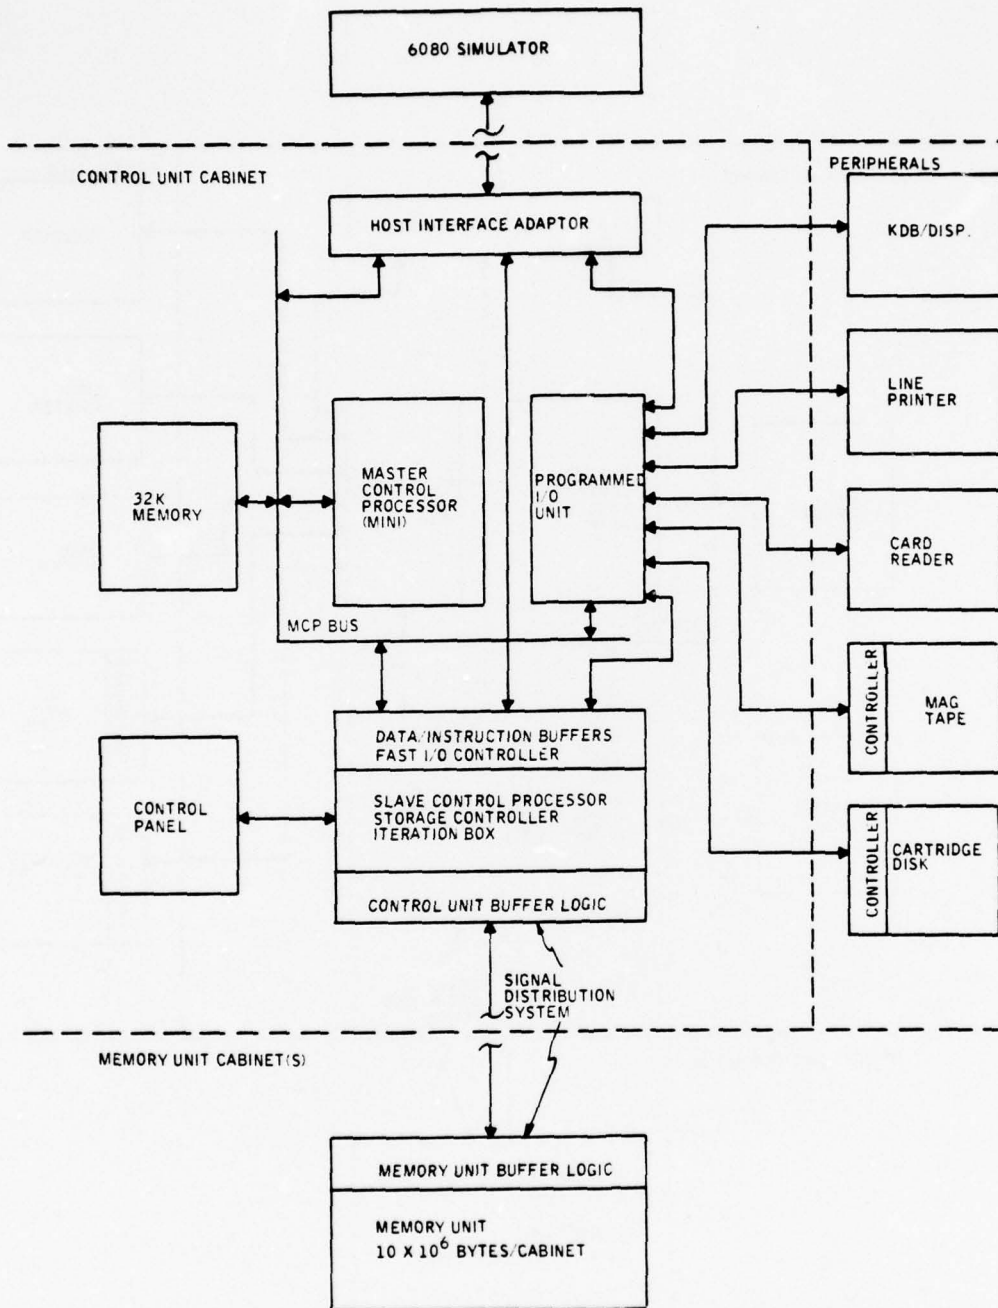 6080 SIMULATOR
CONTROL UNIT CABINET
PERIPHERALS
HOST INTERFACE ADAPTOR
KDB/DISP.
LINE
PRINTER
32K
MEMORY
MASTER
CONTROL
PROCESSOR
(MINI)
PROGRAMMED
I/O
UNIT
CARD
READER
MCP BUS
CONTROLLER
MAG
TAPE
DATA/INSTRUCTION BUFFERS
FAST I/O CONTROLLER
CONTROL
PANEL
SLAVE CONTROL PROCESSOR
STORAGE CONTROLLER
ITERATION BOX
CONTROLLER
CARTRIDGE
DISK
CONTROL UNIT BUFFER LOGIC
SIGNAL
DISTRIBUTION
SYSTEM
MEMORY UNIT CABINET(S)
MEMORY UNIT BUFFER LOGIC
MEMORY UNIT
10 X 10⁶ BYTES/CABINET